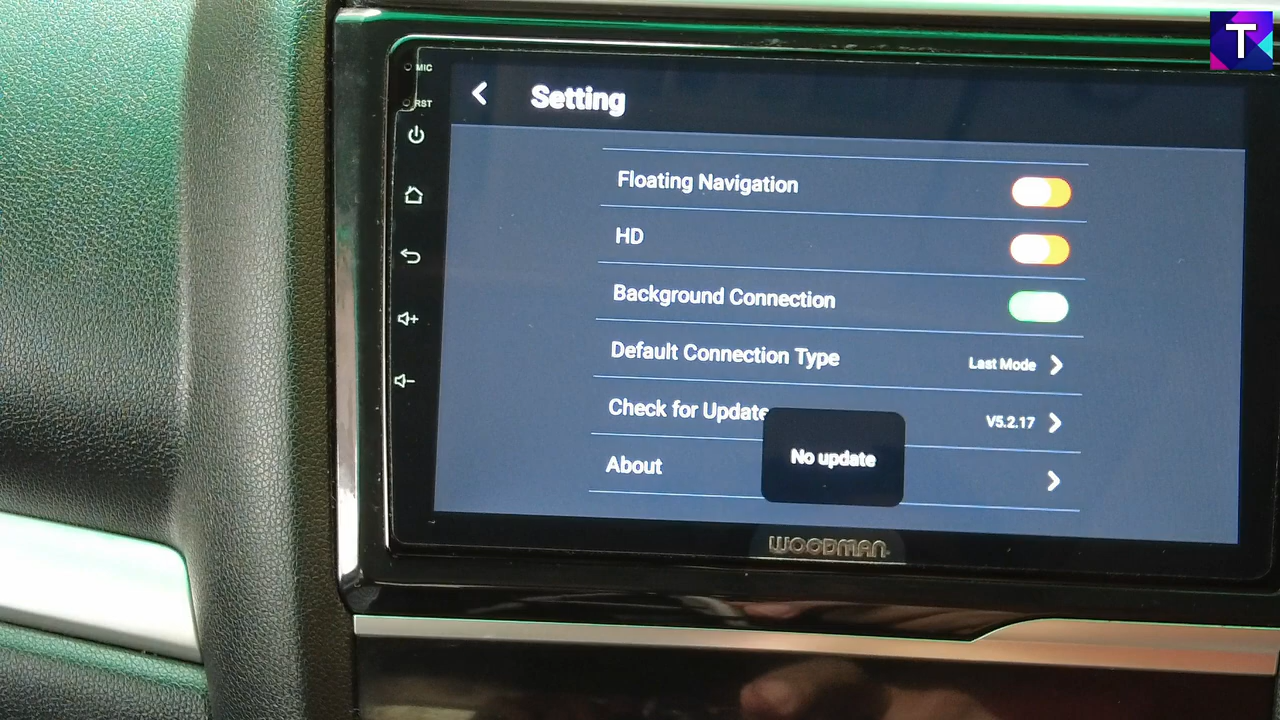 T
MIC
RST
Setting
Floating Navigation
HD
Background Connection
Default Connection Type Last Mode
Check for Update V5.2.17
No update
About
WOODMAN